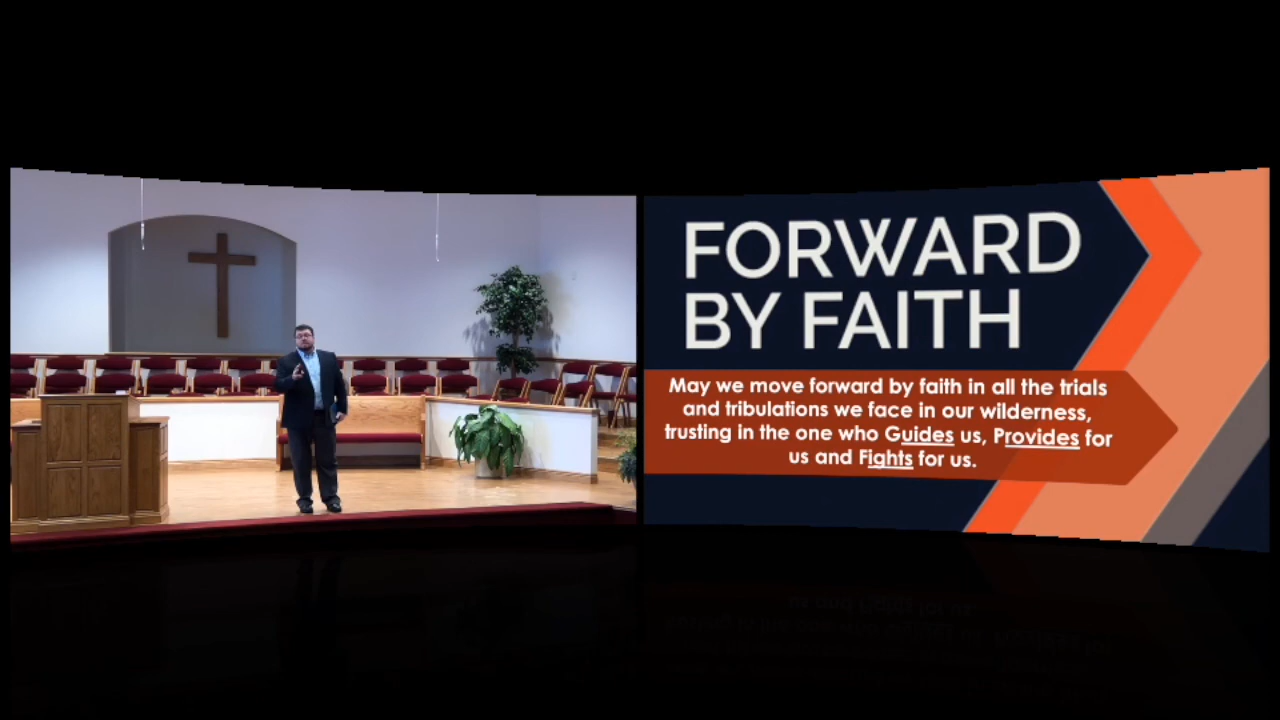 FORWARD
BY FAITH
May we move forward by faith in all the trials
and tribulations we face in our wilderness,
trusting in the one who Guides us, Provides for
us and Fights for us.